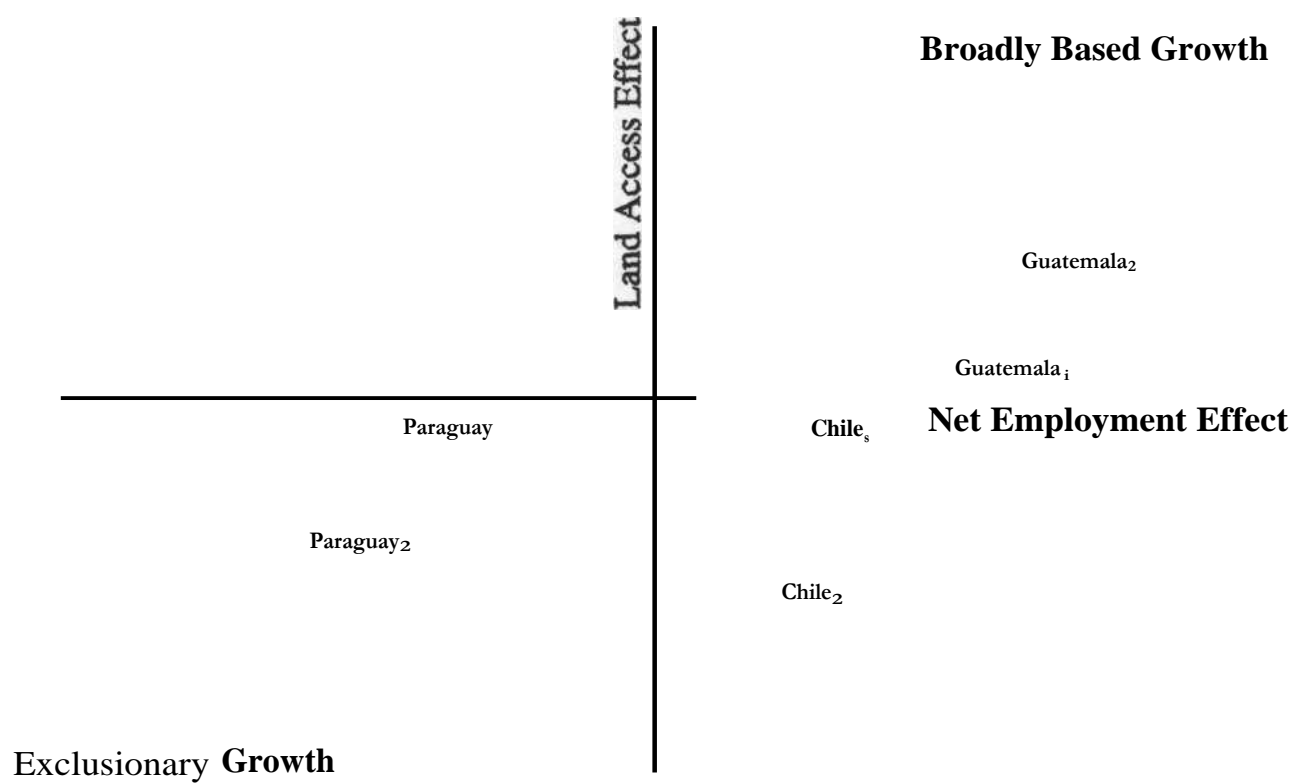 Broadly Based Growth
Land Access Effect
Guatemala₂
Guatemala ᵢ
Net Employment Effect
Paraguay
Chileₛ
Paraguay₂
Chile₂
Exclusionary Growth